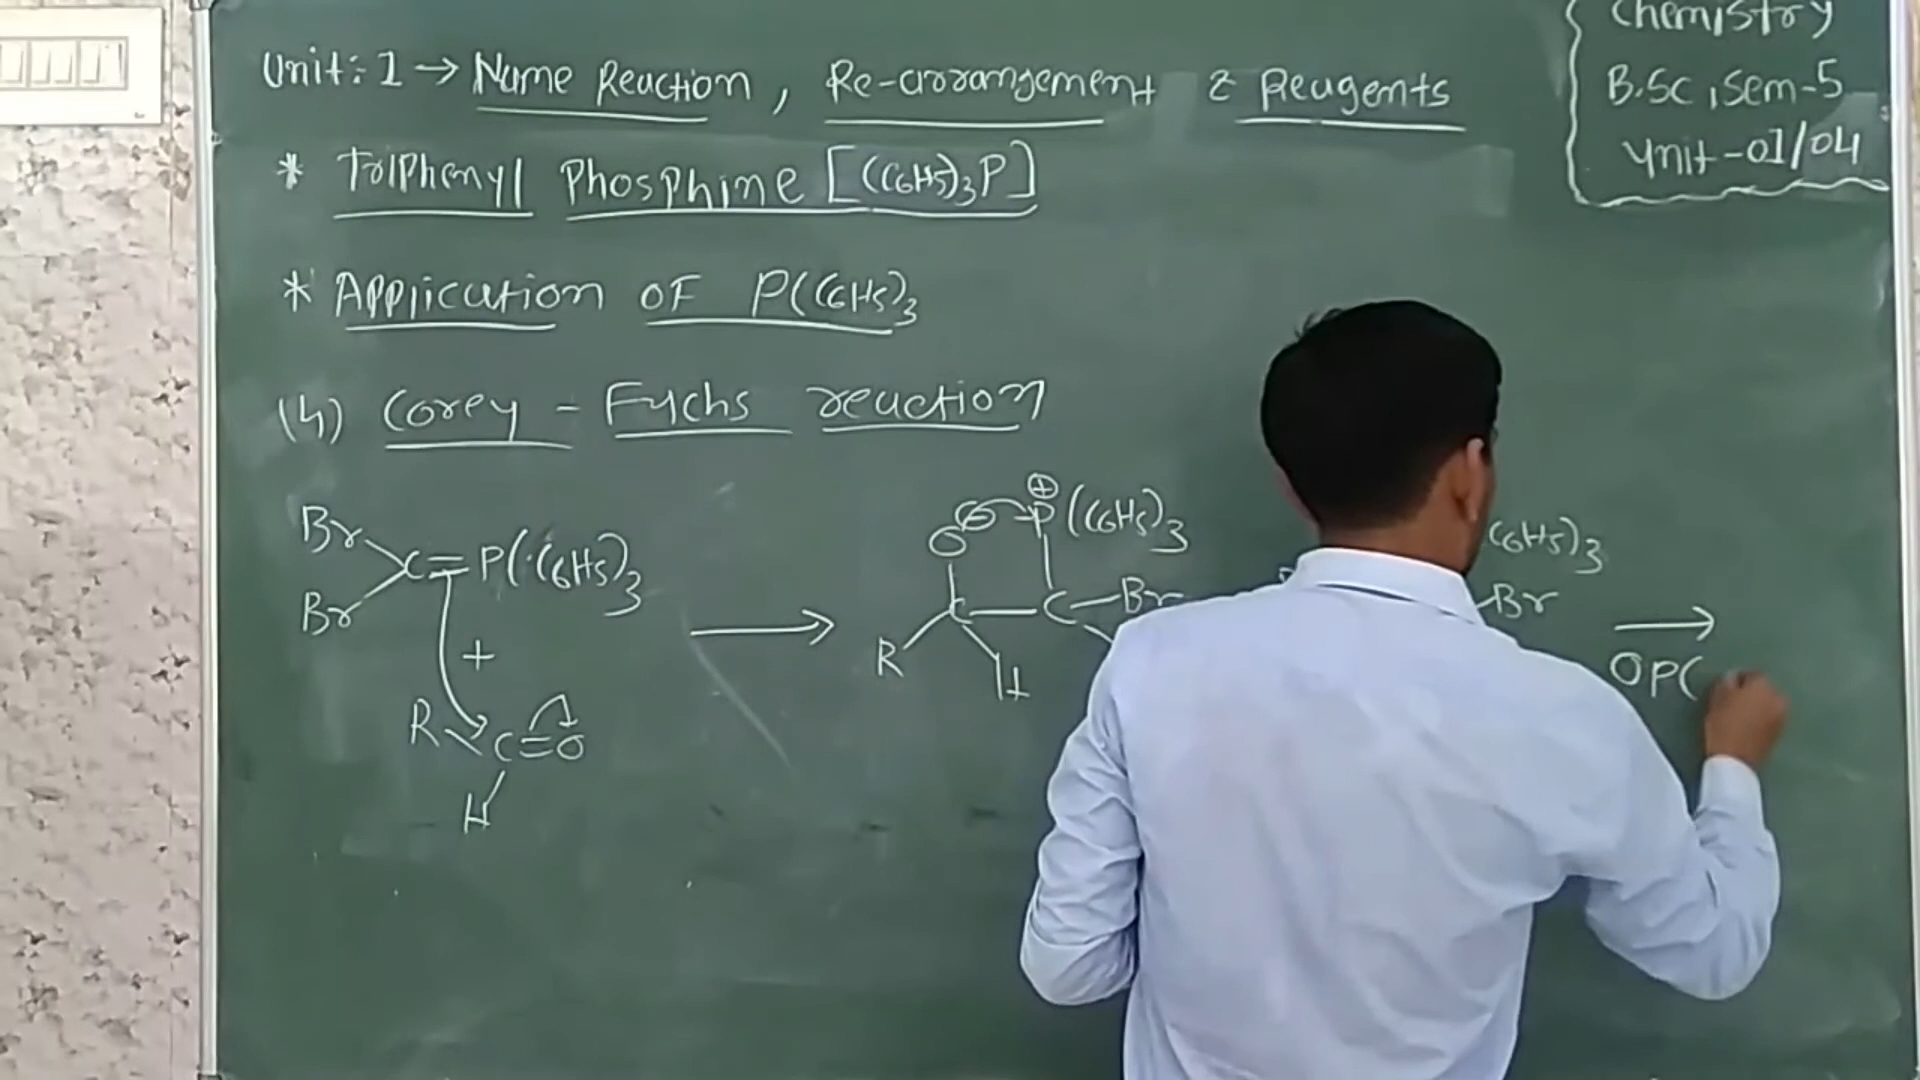 Unit:1 → Name Reaction, Re-arrangement & Reagents
Chemistry
B.Sc, Sem-5
Unit-01/04
* Triphenyl Phosphine [(C6H5)3P]
* Application OF P(C6H5)3
(4) Corey - Fuchs reaction
Br
Br
C=P(C6H5)3
+
R
C=O
H
→
O ⊖
⊕
P(C6H5)3
C
C
Br
R
H
(C6H5)3
Br
→
OP(